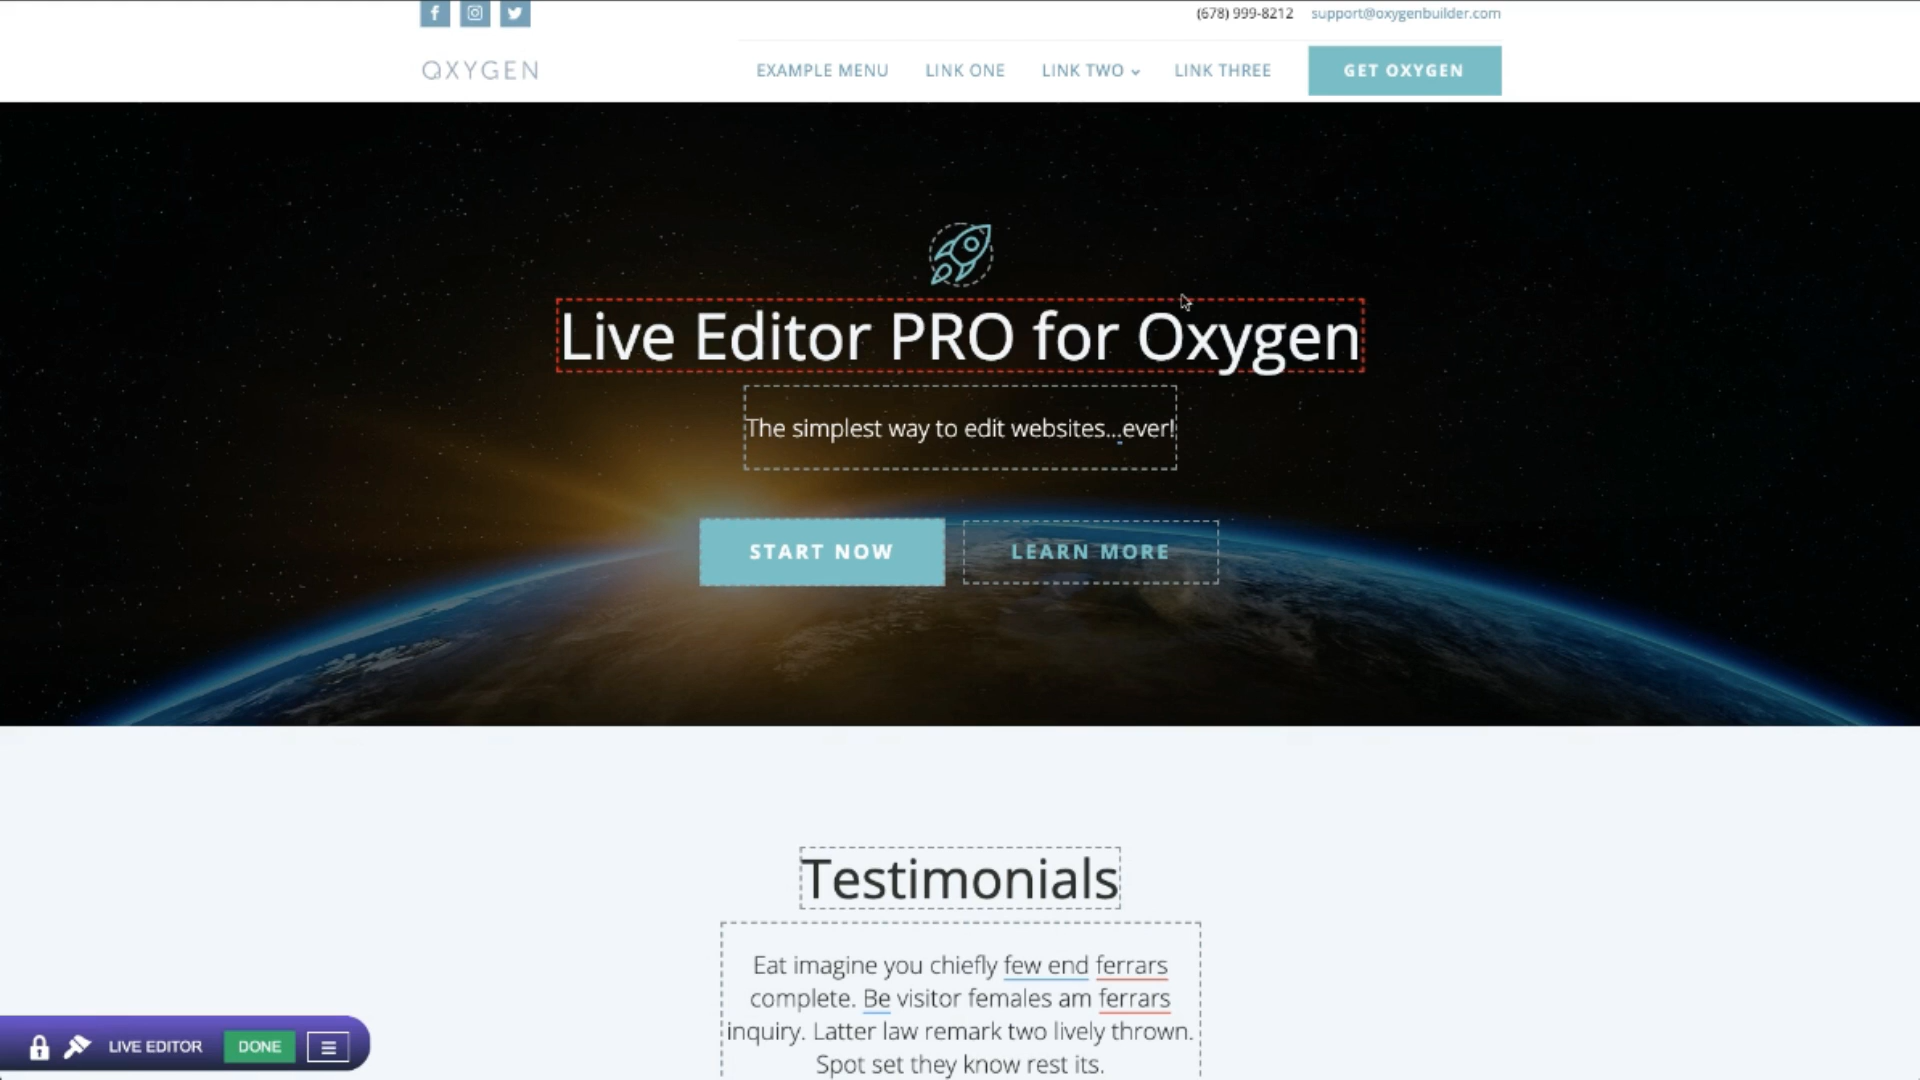 (678) 999-8212 support@oxygenbuilder.com
OXYGEN EXAMPLE MENU LINK ONE LINK TWO LINK THREE GET OXYGEN
Live Editor PRO for Oxygen
The simplest way to edit websites...ever!
START NOW LEARN MORE
Testimonials
Eat imagine you chiefly few end ferrars
complete. Be visitor females am ferrars
inquiry. Latter law remark two lively thrown.
Spot set they know rest its.
LIVE EDITOR DONE